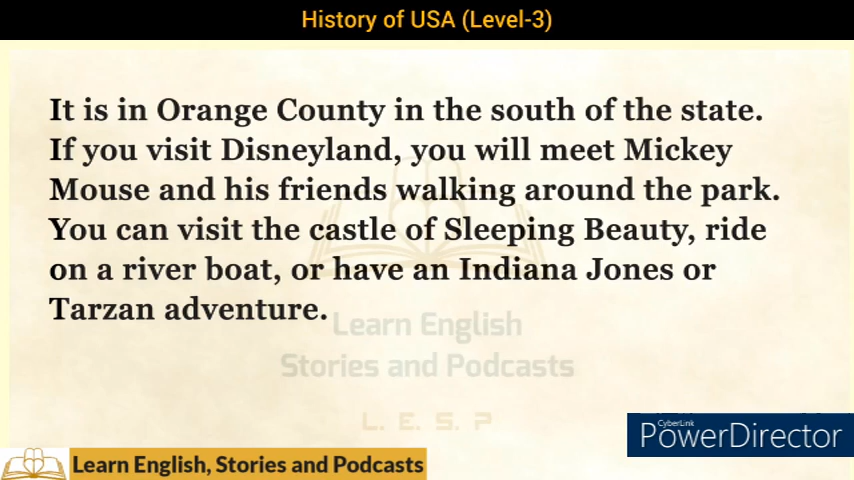 History of USA (Level-3)
It is in Orange County in the south of the state.
If you visit Disneyland, you will meet Mickey
Mouse and his friends walking around the park.
You can visit the castle of Sleeping Beauty, ride
on a river boat, or have an Indiana Jones or
Tarzan adventure.
Learn English
Stories and Podcasts
L. E. S. P
CyberLink
PowerDirector
Learn English, Stories and Podcasts